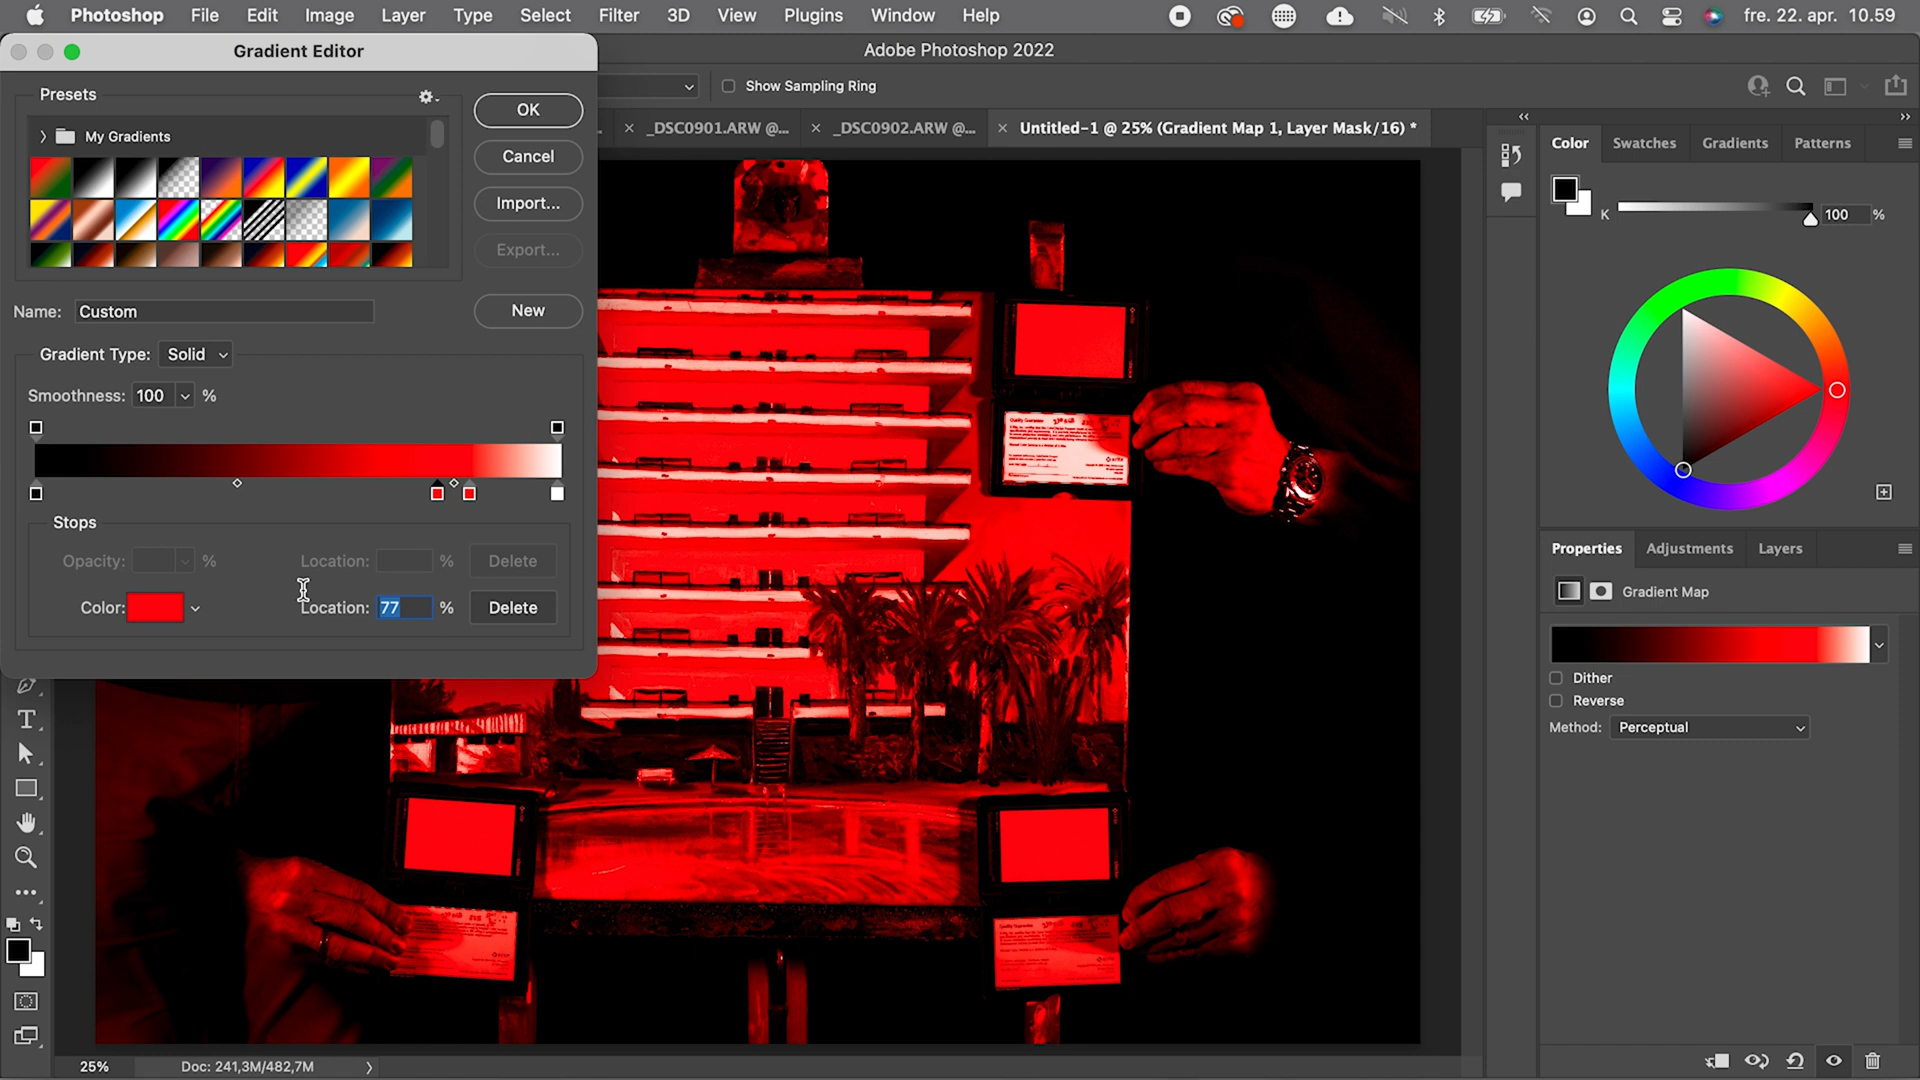 Photoshop File Edit Image Layer Type Select Filter 3D View Plugins Window Help fre. 22. apr. 10.59
Gradient Editor
Adobe Photoshop 2022
Presets
OK
Show Sampling Ring
My Gradients
_DSC0901.ARW @... _DSC0902.ARW @... Untitled-1 @ 25% (Gradient Map 1, Layer Mask/16) *
Color Swatches Gradients Patterns
Cancel
Import...
K 100 %
Export...
Name: Custom
New
Gradient Type: Solid
Smoothness: 100 %
Quality Guarantee
Stops
Opacity: % Location: % Delete
Color: Location: 77 % Delete
Properties Adjustments Layers
Gradient Map
Dither
Reverse
Method: Perceptual
25% Doc: 241,3M/482,7M